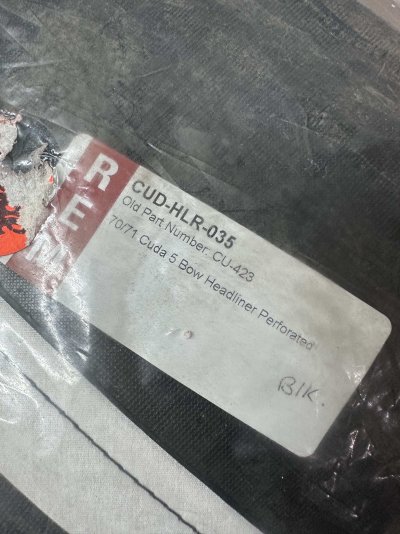 REM
CUD-HLR-035
Old Part Number: CU-423
70/71 Cuda 5 Bow Headliner Perforated
Blk.